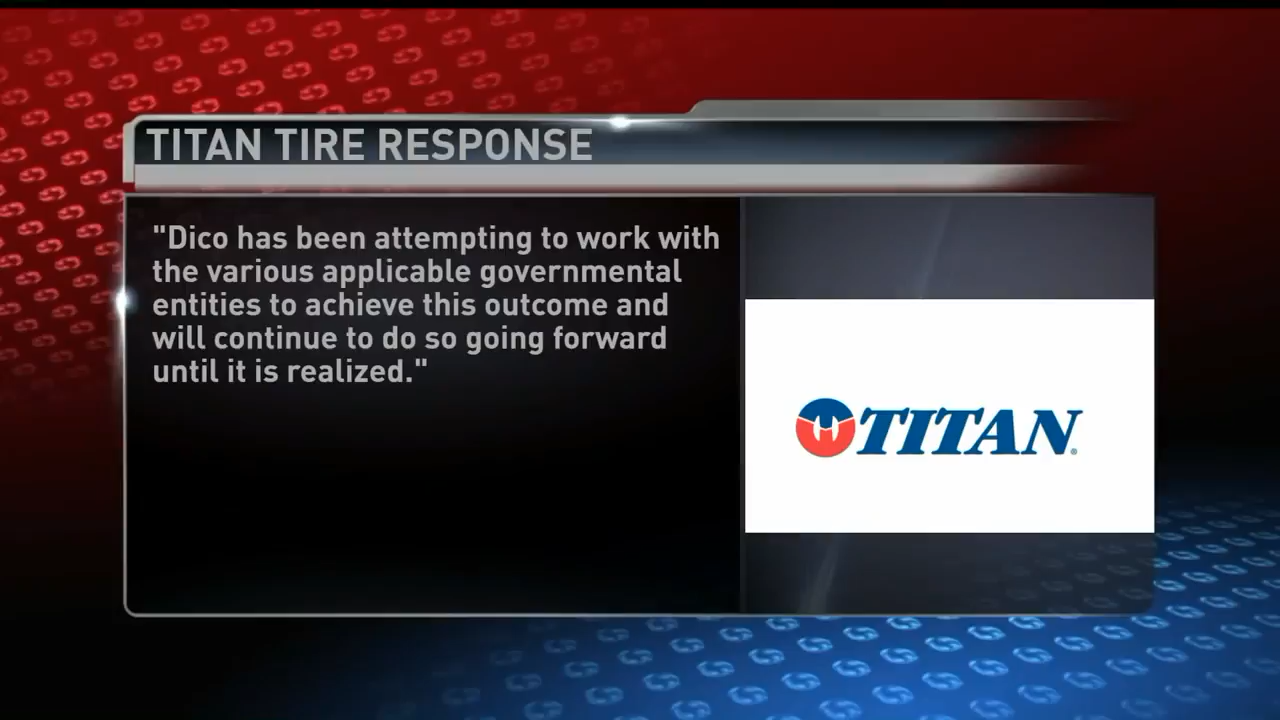 TITAN TIRE RESPONSE
"Dico has been attempting to work with
the various applicable governmental
entities to achieve this outcome and
will continue to do so going forward
until it is realized."
TITAN®